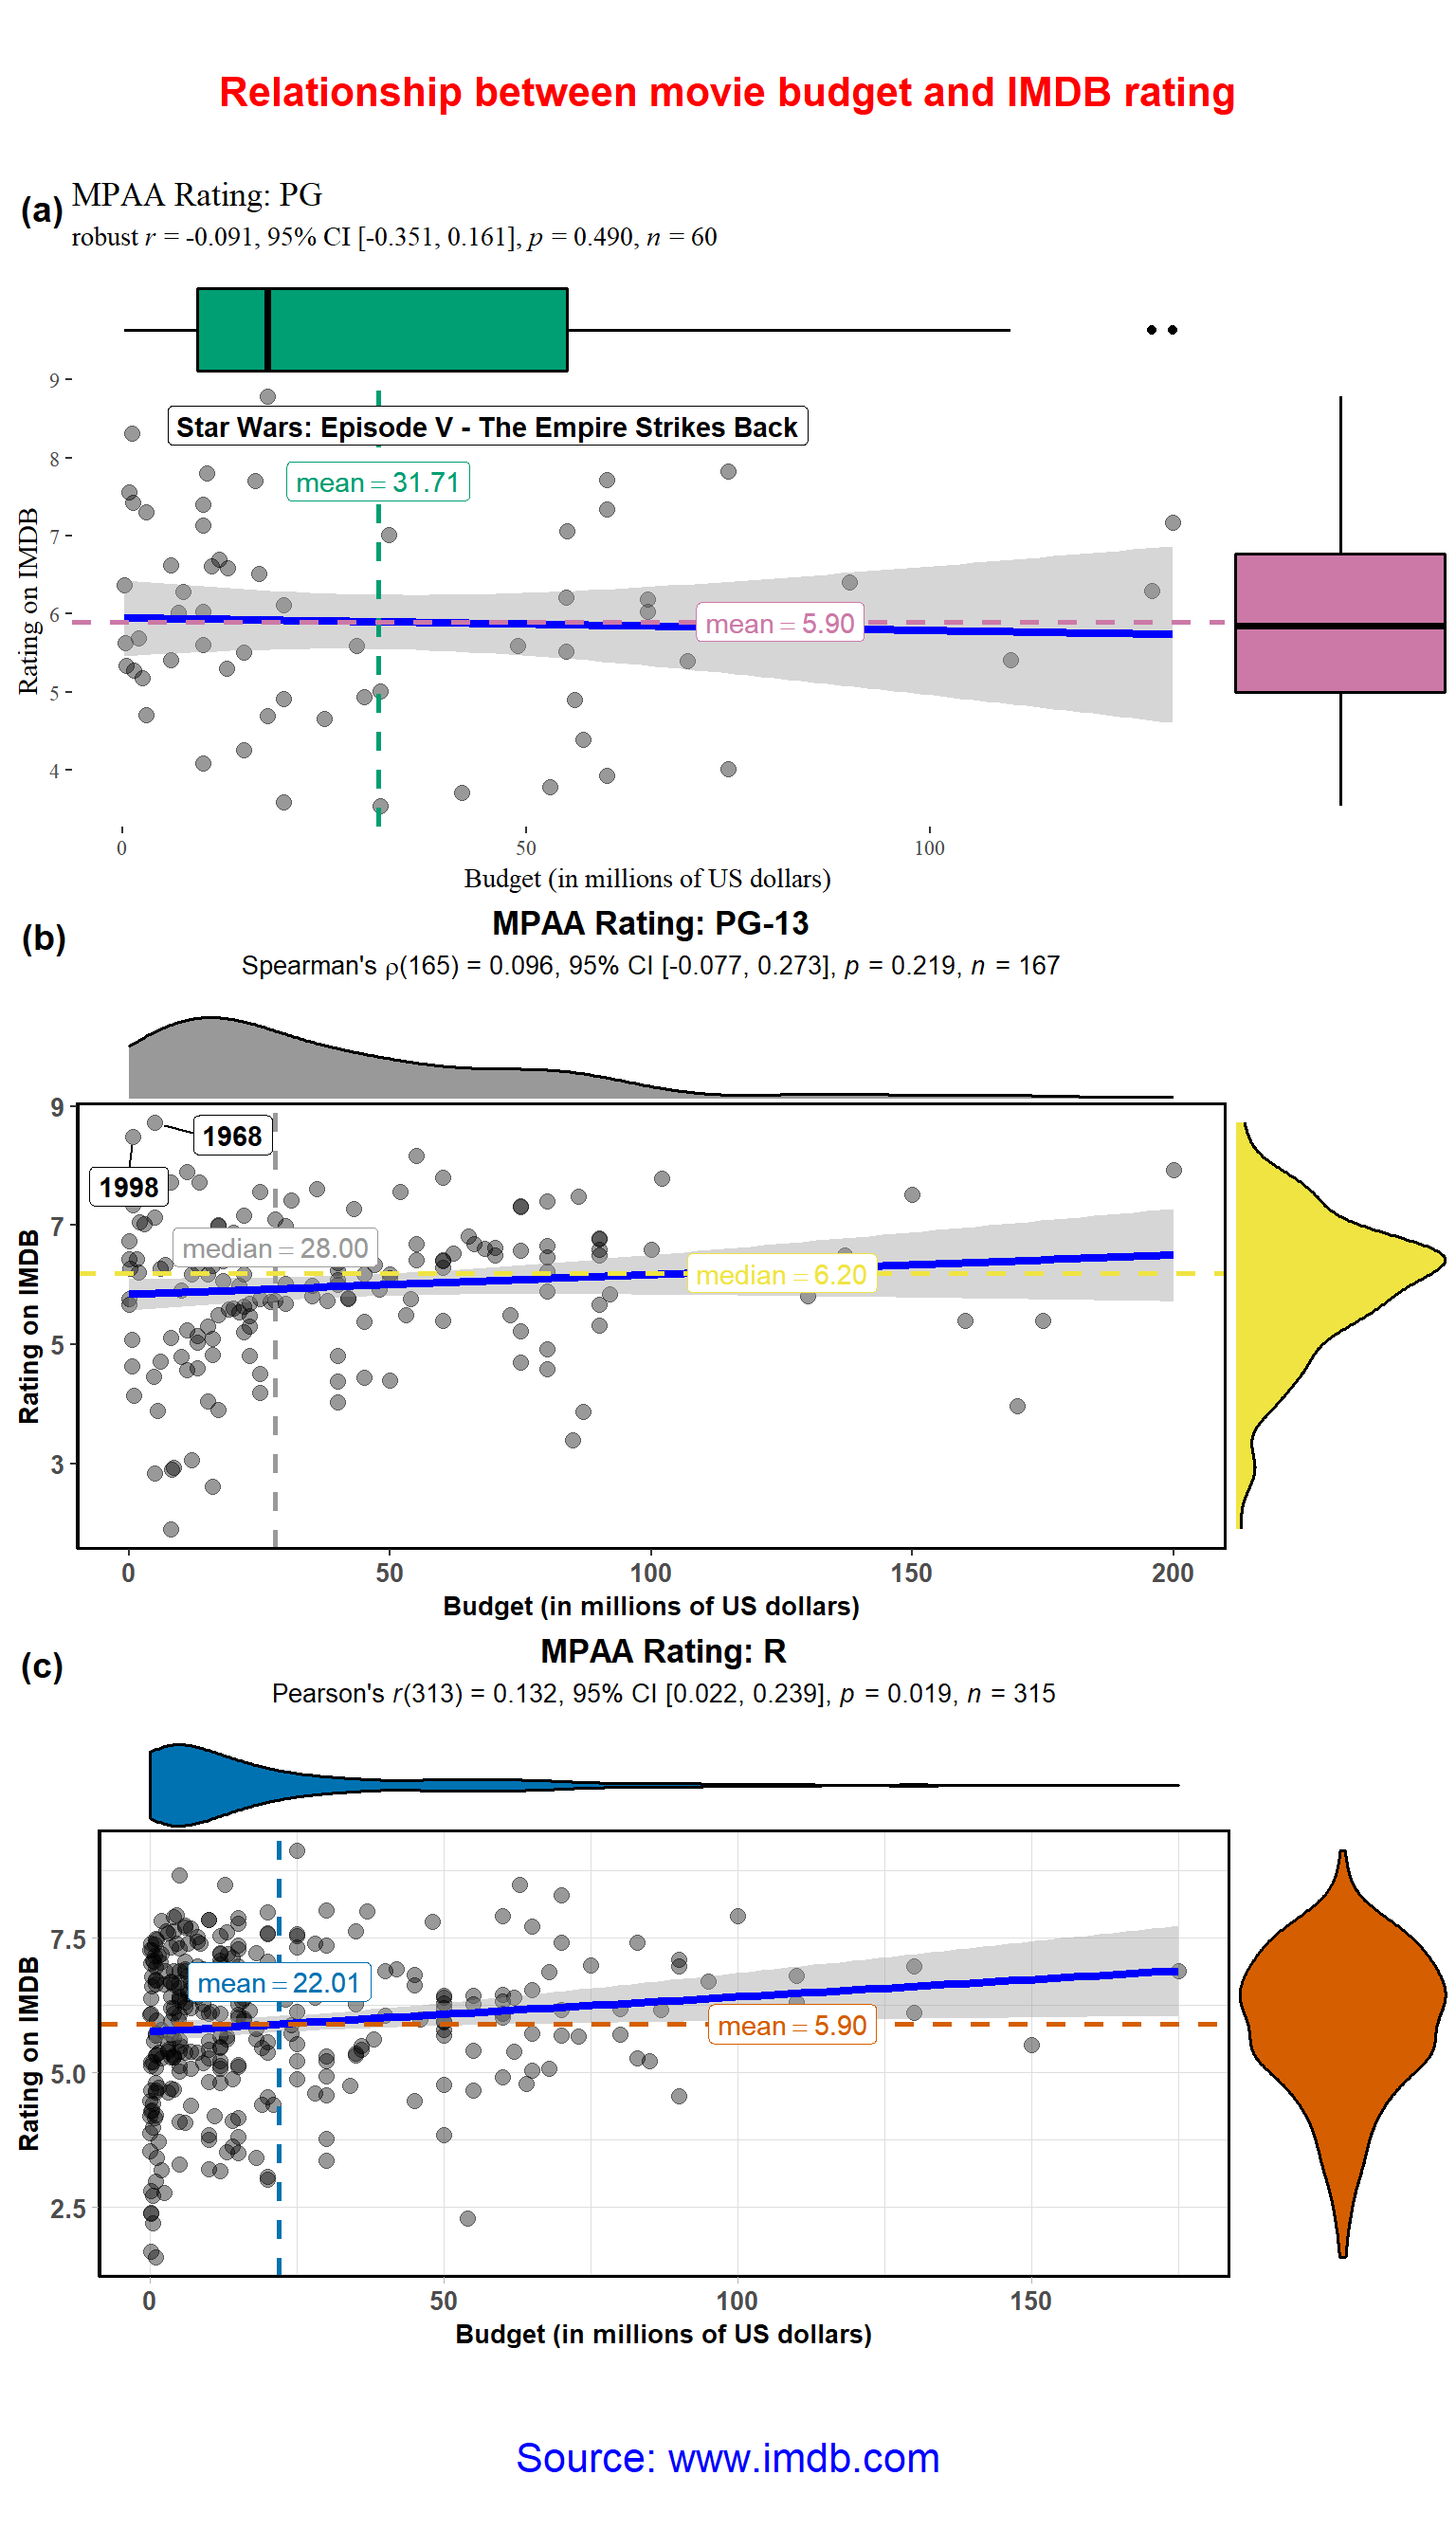 Relationship between movie budget and IMDB rating
(a)
MPAA Rating: PG
robust r = -0.091, 95% CI [-0.351, 0.161], p = 0.490, n = 60
9
8
7
6
5
4
Rating on IMDB
Star Wars: Episode V - The Empire Strikes Back
mean = 31.71
mean = 5.90
0 50 100
Budget (in millions of US dollars)
(b)
MPAA Rating: PG-13
Spearman's ρ(165) = 0.096, 95% CI [-0.077, 0.273], p = 0.219, n = 167
9
7
5
3
Rating on IMDB
1968
1998
median = 28.00
median = 6.20
0 50 100 150 200
Budget (in millions of US dollars)
(c)
MPAA Rating: R
Pearson's r(313) = 0.132, 95% CI [0.022, 0.239], p = 0.019, n = 315
7.5
5.0
2.5
Rating on IMDB
mean = 22.01
mean = 5.90
0 50 100 150
Budget (in millions of US dollars)
Source: www.imdb.com